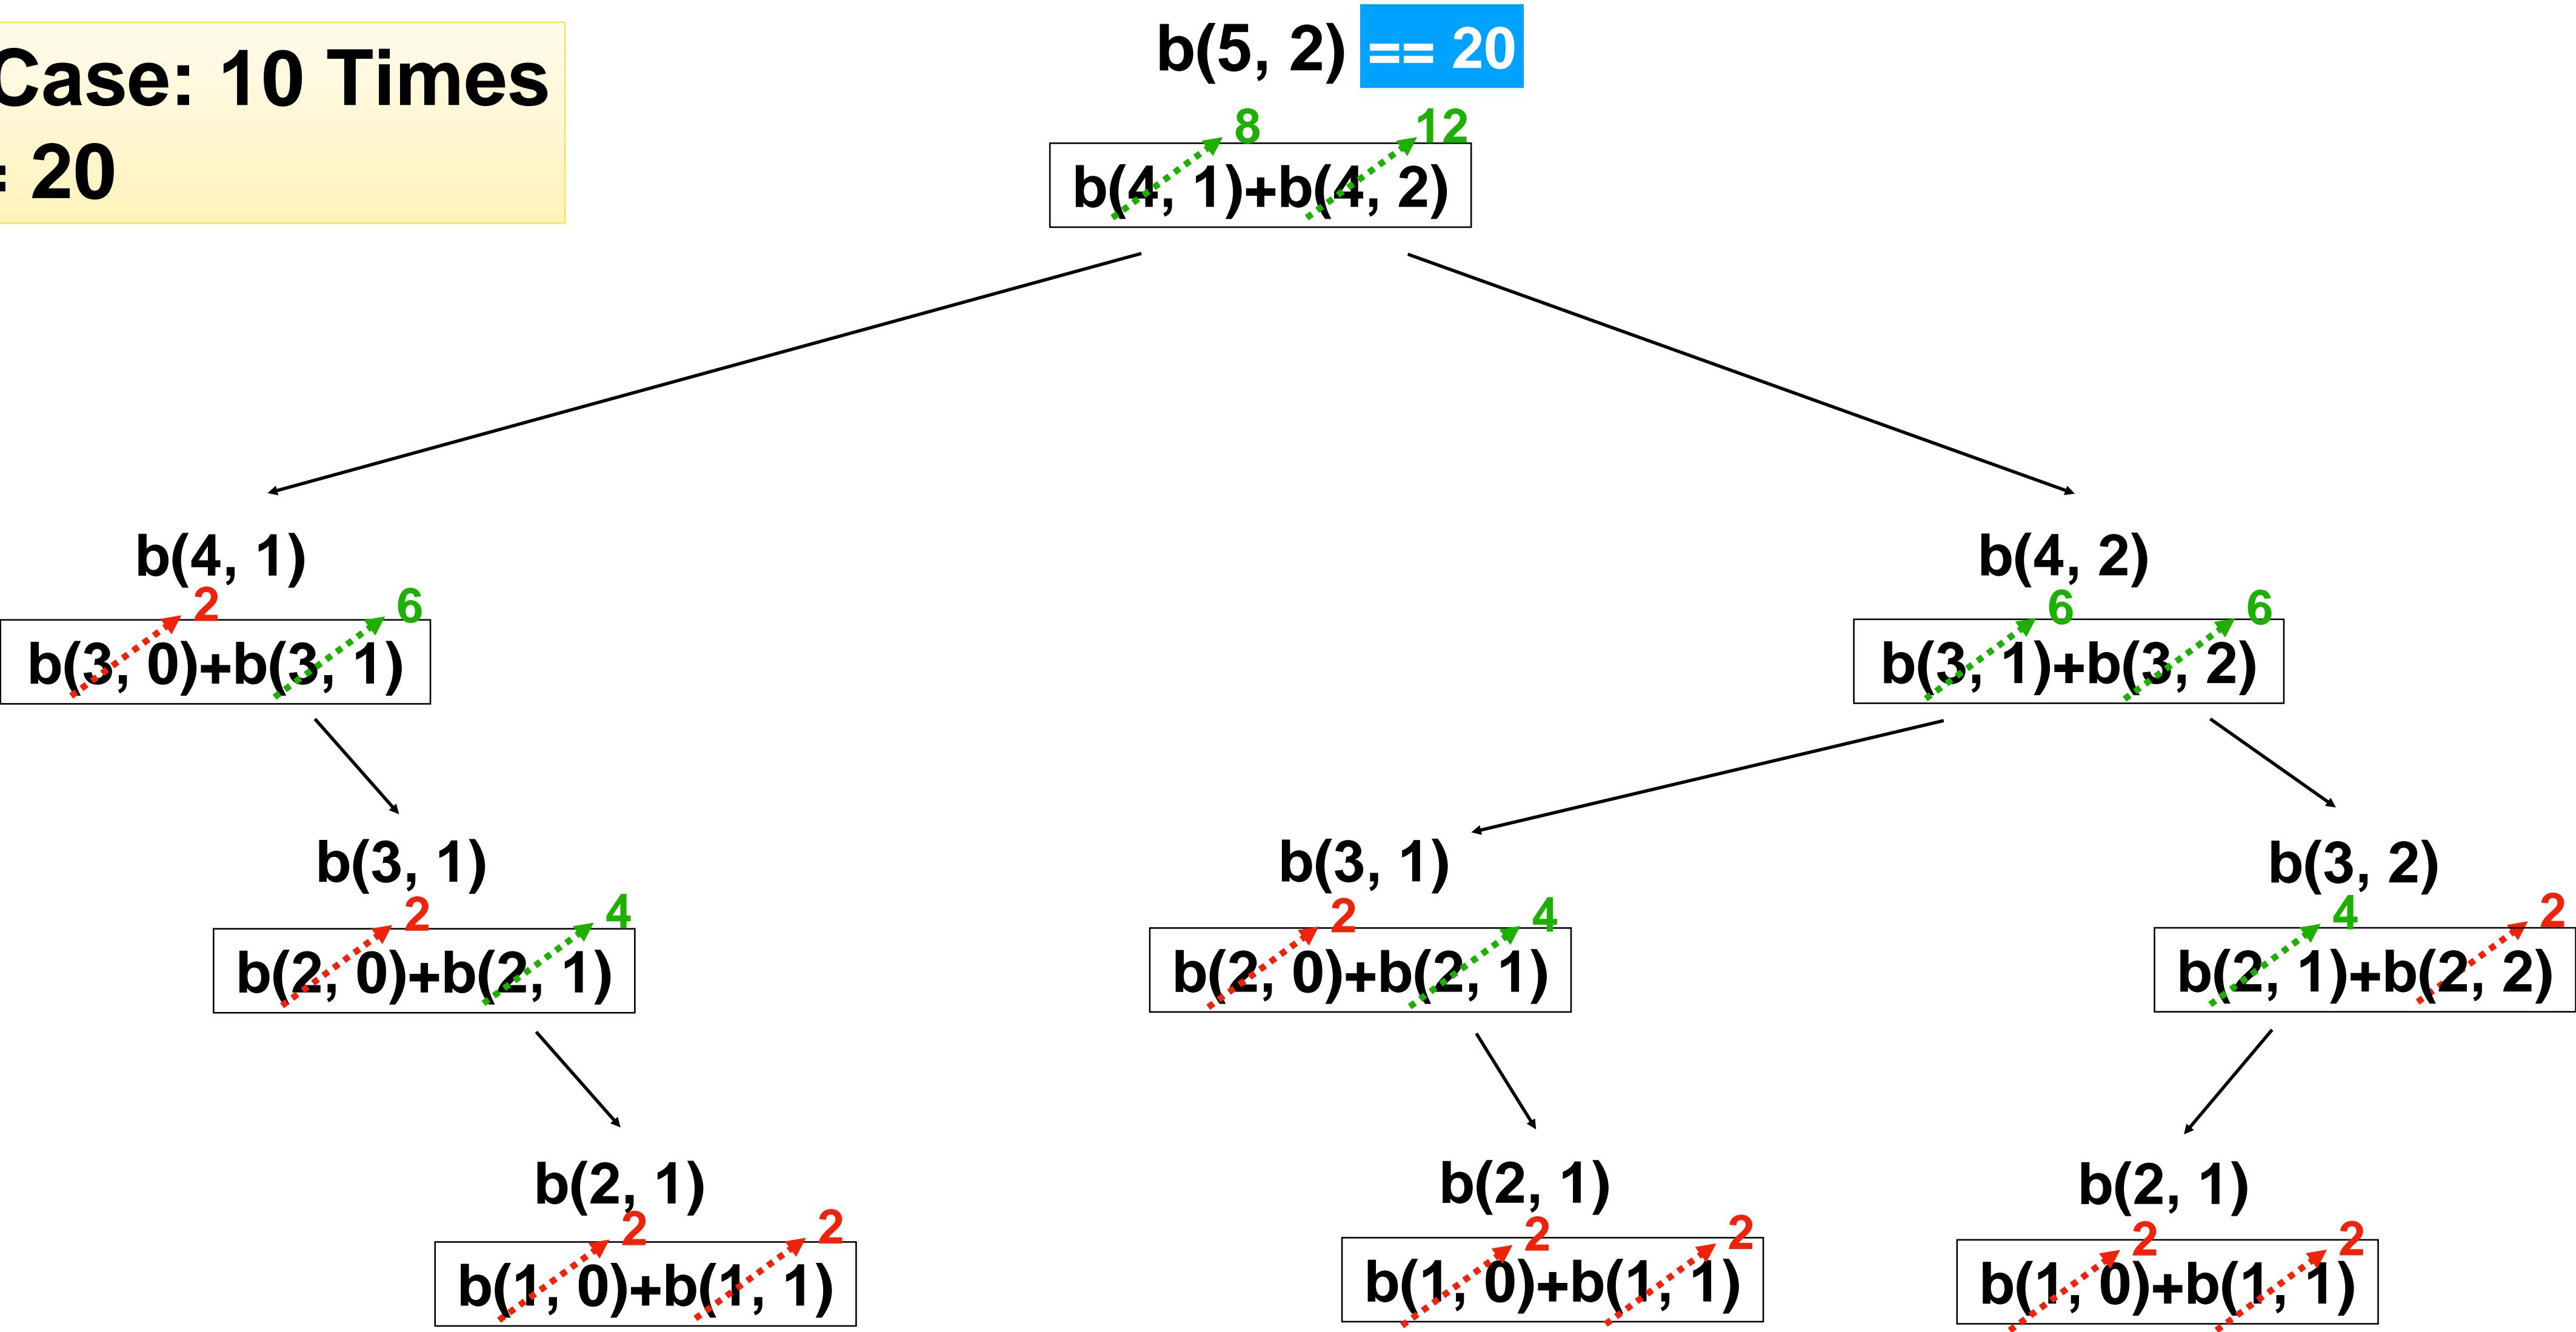 Case: 10 Times
= 20
b(5, 2) == 20
8 12
b(4, 1)+b(4, 2)
b(4, 1)
2 6
b(3, 0)+b(3, 1)
b(4, 2)
6 6
b(3, 1)+b(3, 2)
b(3, 1)
2 4
b(2, 0)+b(2, 1)
b(3, 1)
2 4
b(2, 0)+b(2, 1)
b(3, 2)
4 2
b(2, 1)+b(2, 2)
b(2, 1)
2 2
b(1, 0)+b(1, 1)
b(2, 1)
2 2
b(1, 0)+b(1, 1)
b(2, 1)
2 2
b(1, 0)+b(1, 1)